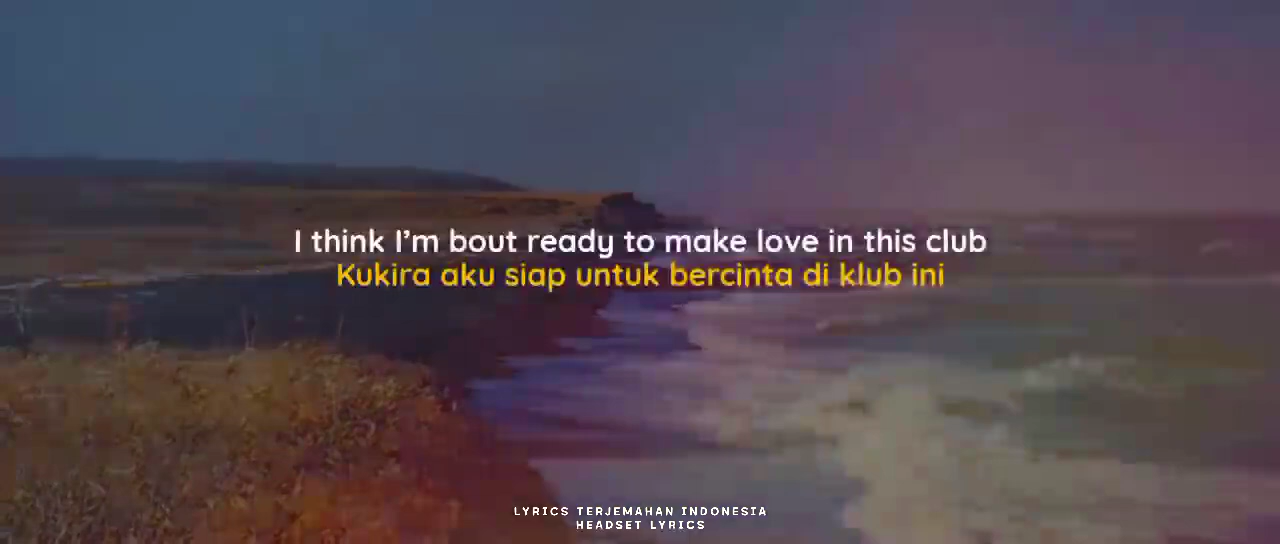 I think I’m bout ready to make love in this club
Kukira aku siap untuk bercinta di klub ini
LYRICS TERJEMAHAN INDONESIA
HEADSET LYRICS